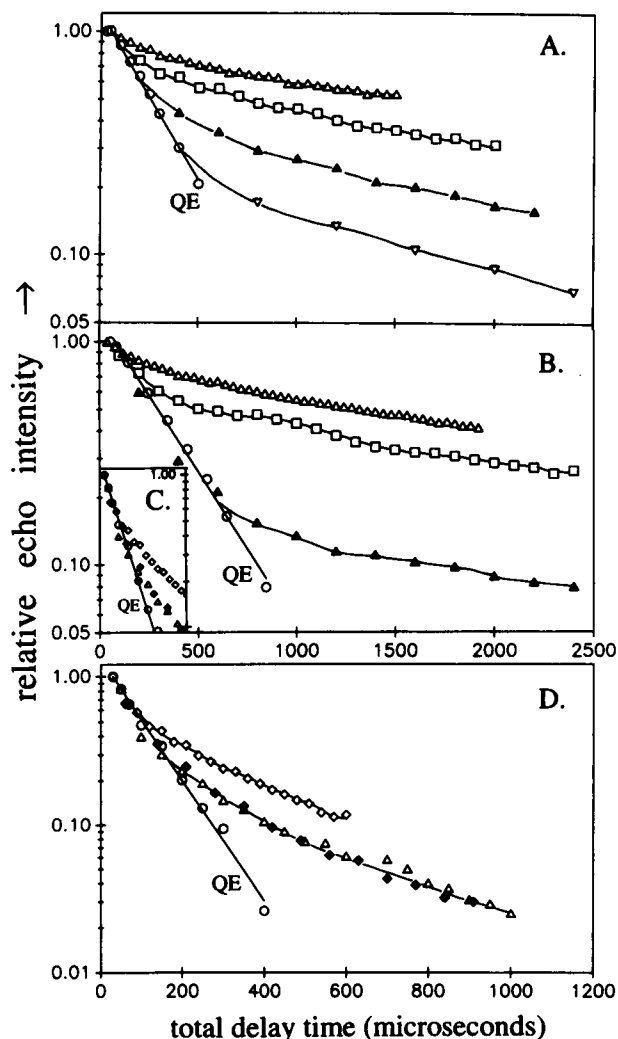 1.00
A.
QE
0.10
0.05
1.00
B.
1.00
C.
QE
QE
0.10
0.05
0 500 1000 1500 2000 2500
1.00
D.
0.10
QE
0.01
0 200 400 600 800 1000 1200
total delay time (microseconds)
relative echo intensity →